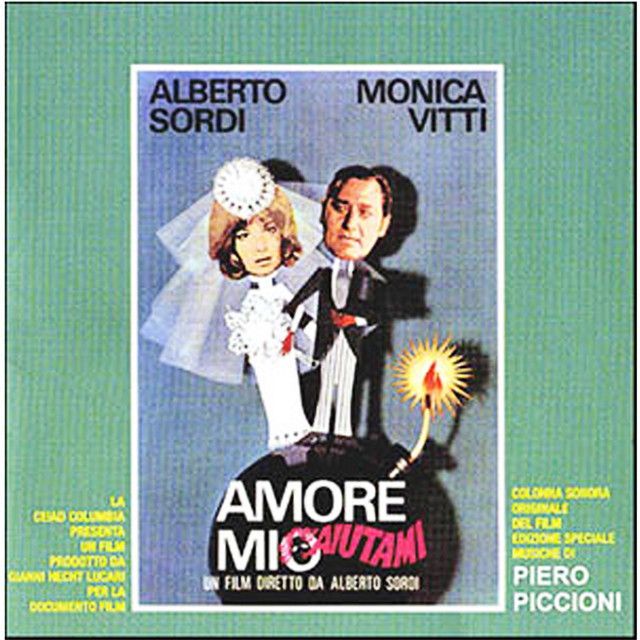 ALBERTO MONICA
SORDI VITTI
AMORE
MIO AIUTAMI
UN FILM DIRETTO DA ALBERTO SORDI
LA
CEIAD COLUMBIA
PRESENTA
UN FILM
PRODOTTO DA
GIANNI HECHT LUCARI
PER LA
DOCUMENTO FILM
COLONNA SONORA
ORIGINALE
DEL FILM
EDIZIONE SPECIALE
MUSICHE DI
PIERO
PICCIONI